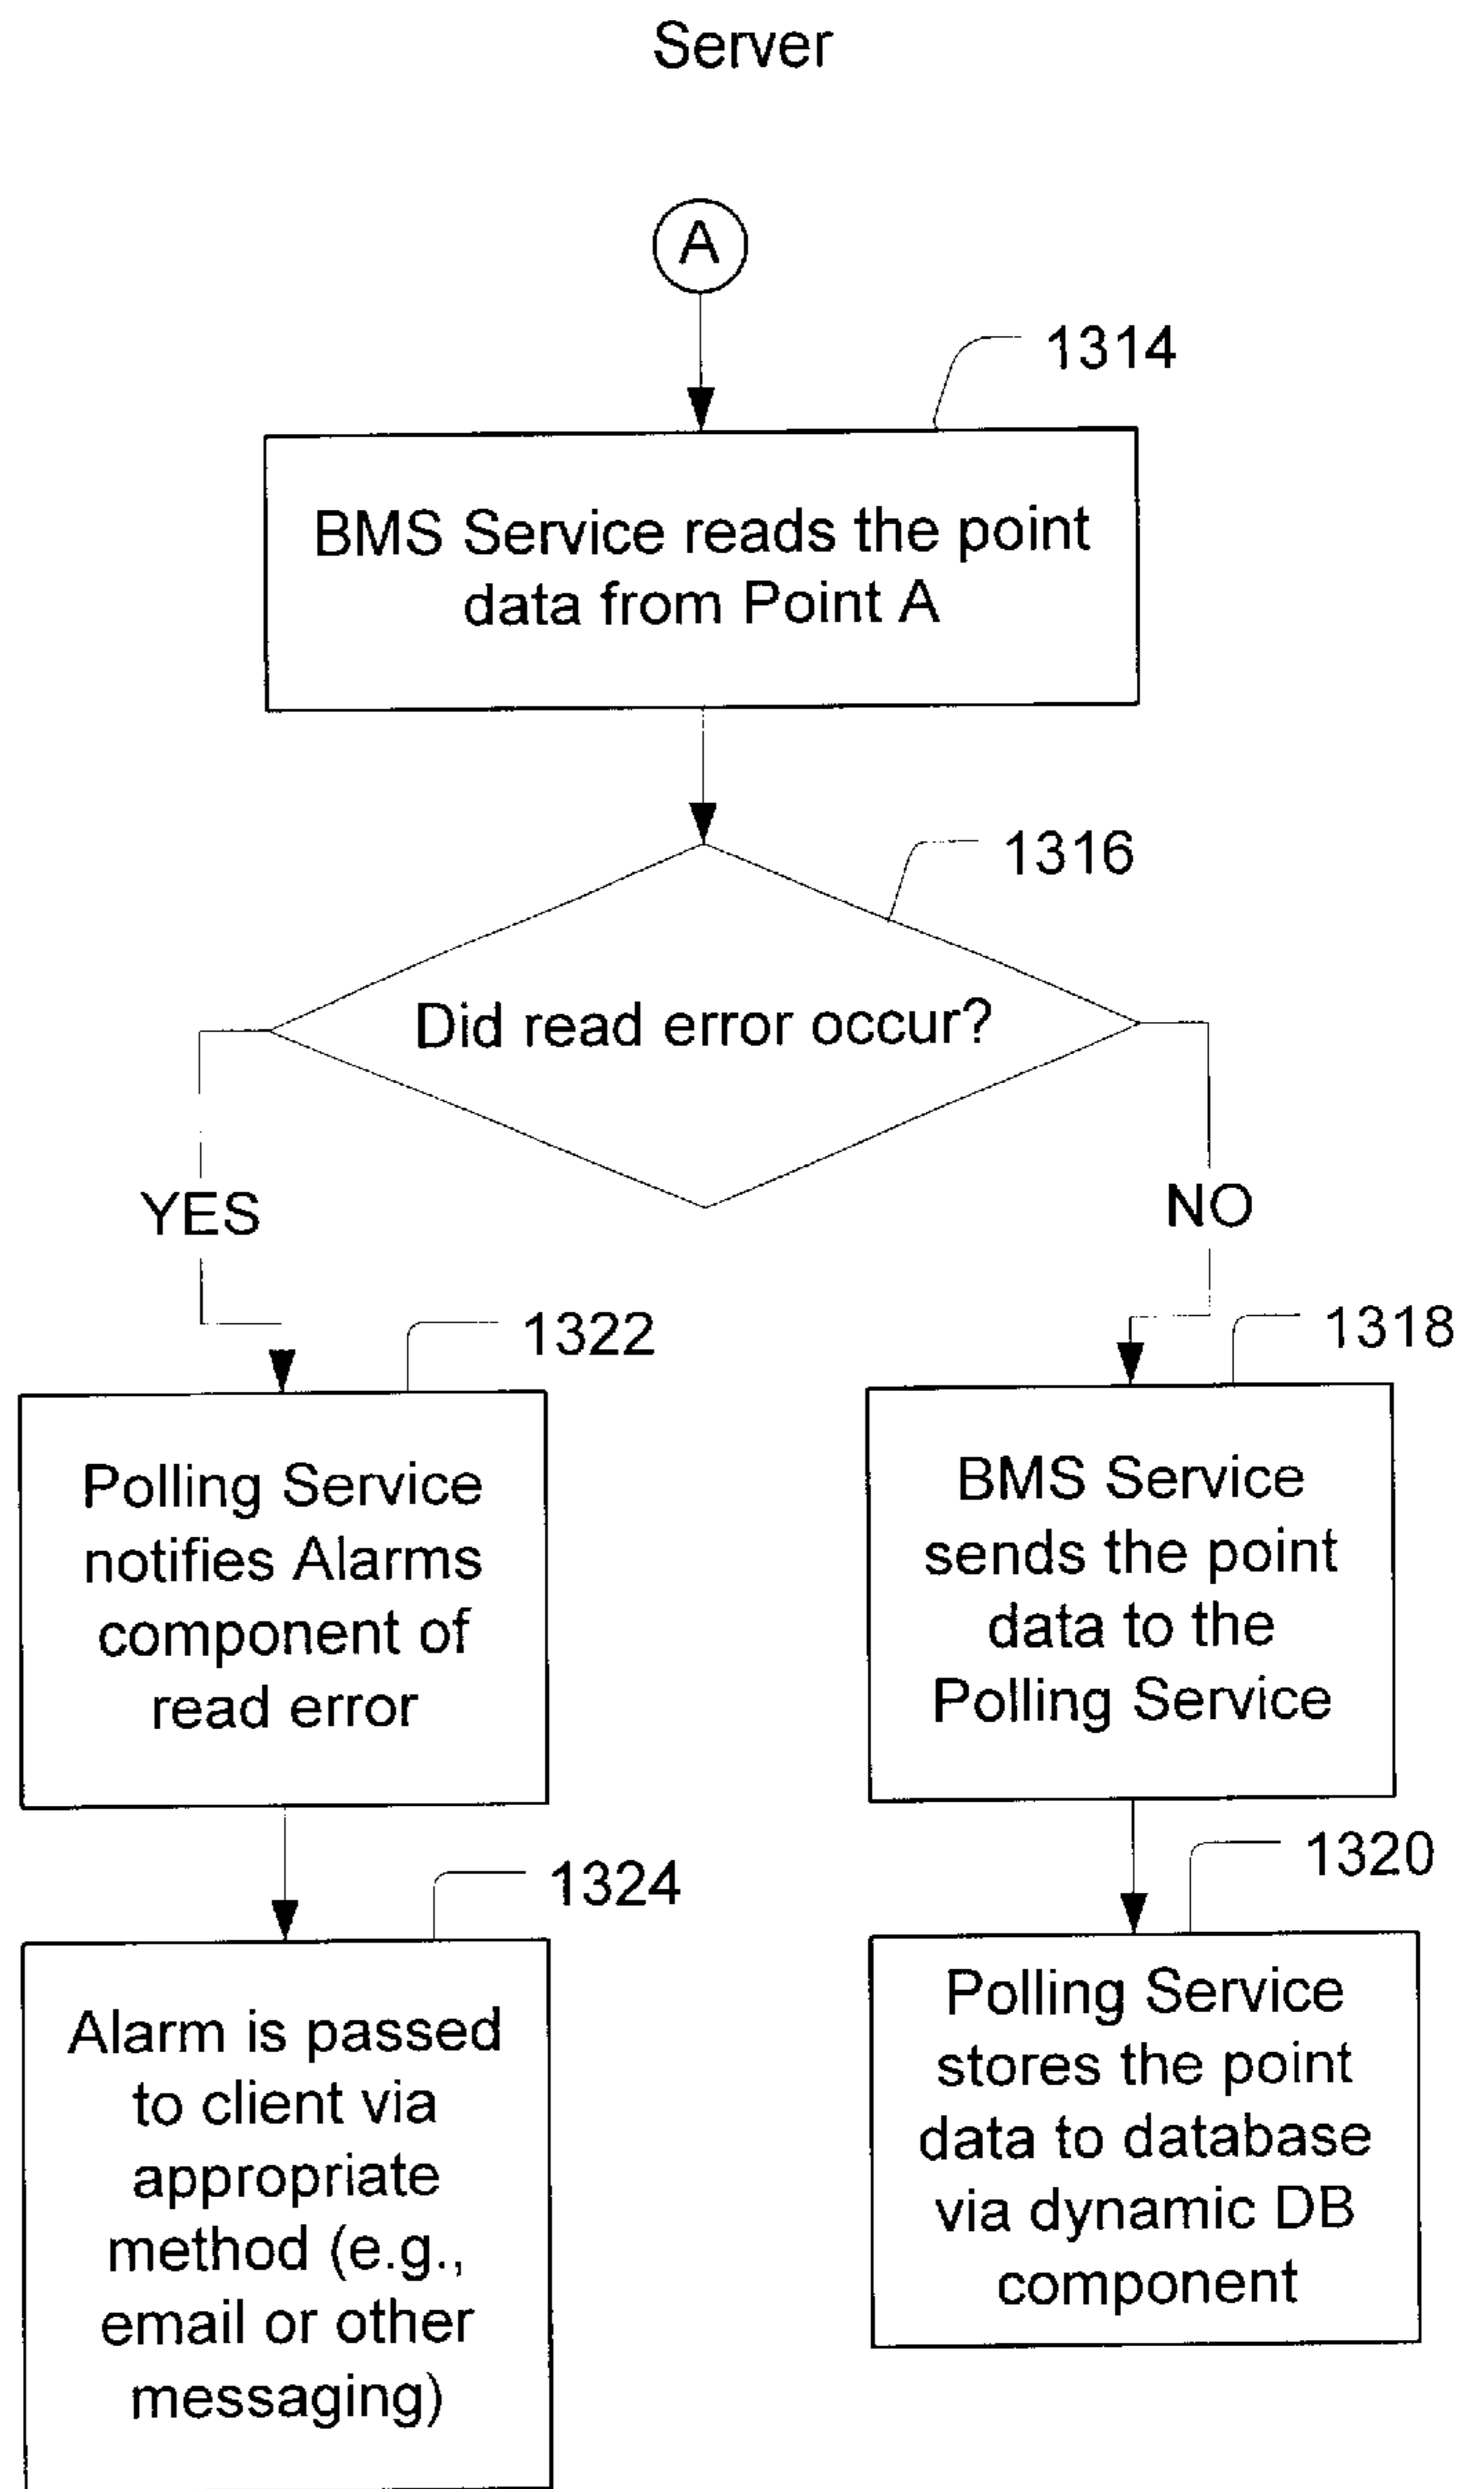 Server
A
1314
BMS Service reads the point
data from Point A
1316
Did read error occur?
YES
NO
1322
1318
Polling Service
notifies Alarms
component of
read error
BMS Service
sends the point
data to the
Polling Service
1324
1320
Alarm is passed
to client via
appropriate
method (e.g.,
email or other
messaging)
Polling Service
stores the point
data to database
via dynamic DB
component